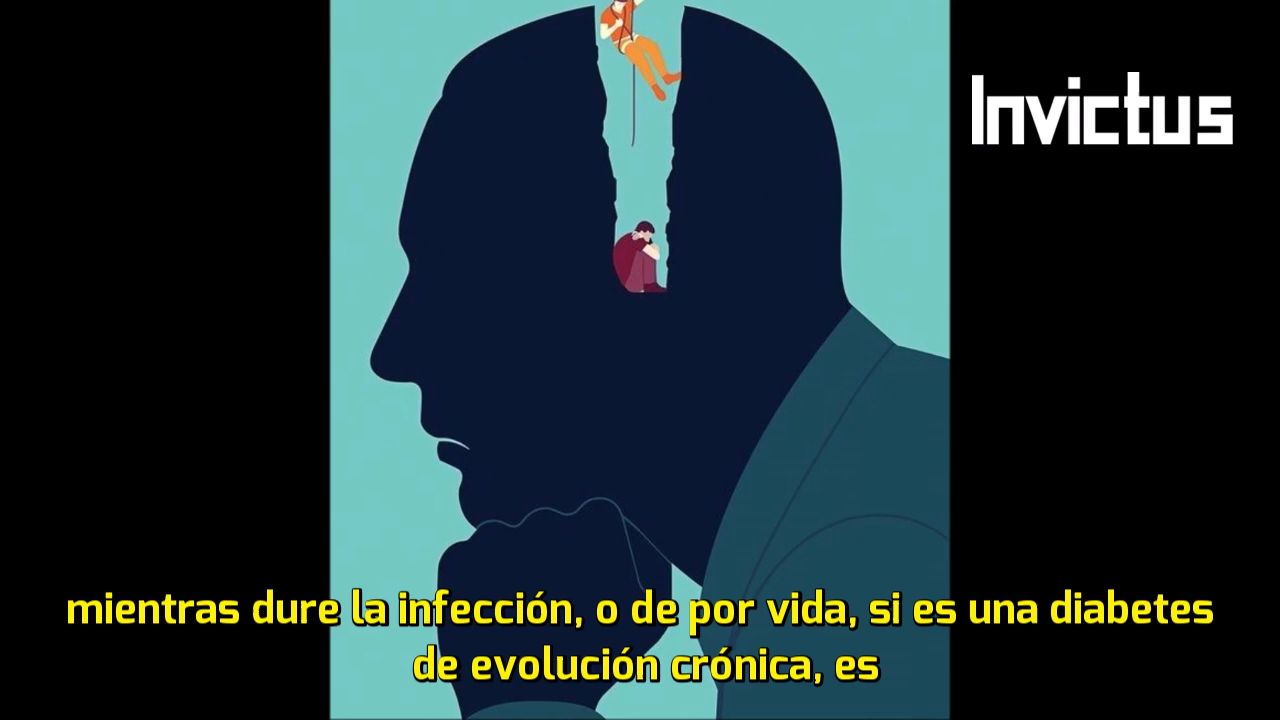 Invictus
mientras dure la infección, o de por vida, si es una diabetes
de evolución crónica, es